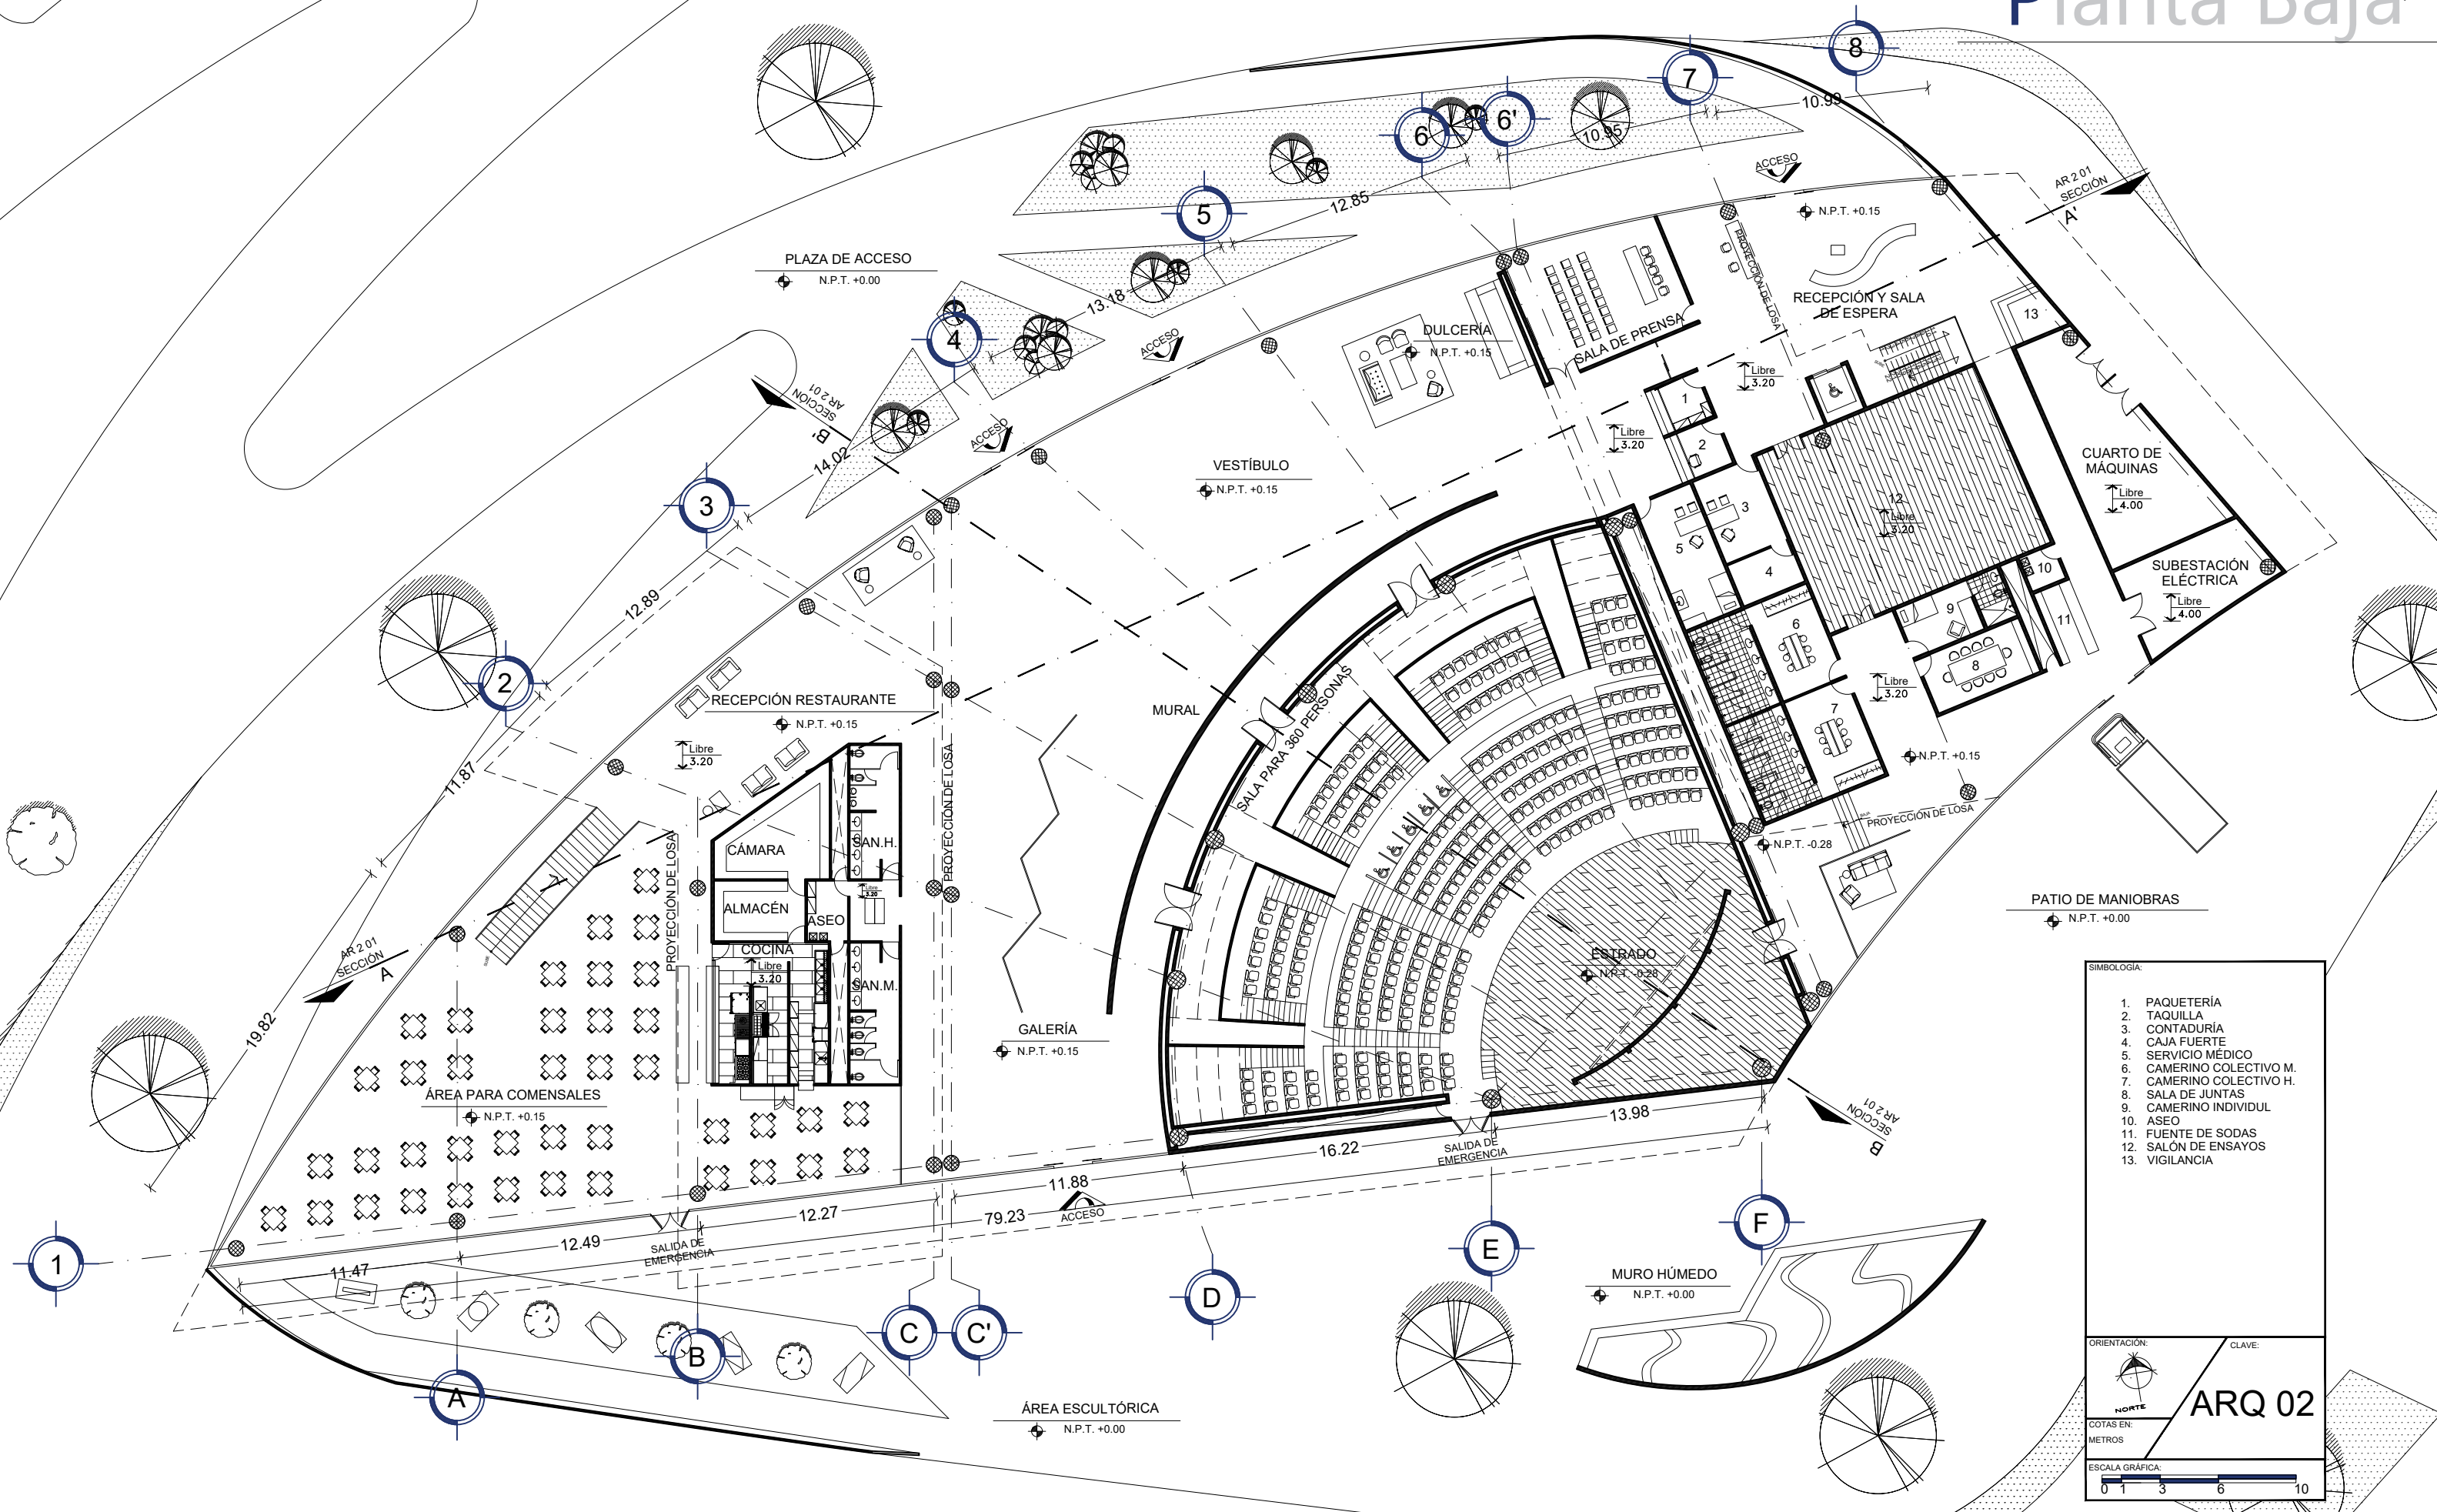 Planta Baja
8
7
6
6'
10.99
10.95
ACCESO
AR 2 01
SECCIÓN
A'
5
12.85
N.P.T. +0.15
PROYECCIÓN DE LOSA
PLAZA DE ACCESO
N.P.T. +0.00
13.18
4
ACCESO
RECEPCIÓN Y SALA
DE ESPERA
13
DULCERÍA
N.P.T. +0.15
SALA DE PRENSA
SECCIÓN
AR 2 01
B'
ACCESO
14.02
Libre
3.20
1
Libre
3.20
2
3
VESTÍBULO
N.P.T. +0.15
CUARTO DE
MÁQUINAS
Libre
4.00
12
Libre
3.20
3
5
4
10
SUBESTACIÓN
ELÉCTRICA
Libre
4.00
12.89
9
11
6
8
2
RECEPCIÓN RESTAURANTE
N.P.T. +0.15
Libre
3.20
MURAL
SALA PARA 360 PERSONAS
Libre
3.20
7
N.P.T. +0.15
11.87
PROYECCIÓN DE LOSA
PROYECCIÓN DE LOSA
PROYECCIÓN DE LOSA
N.P.T. -0.28
CÁMARA
SAN.H.
Libre
3.20
ALMACÉN
ASEO
COCINA
Libre
3.20
SAN.M.
AR 2 01
SECCIÓN
A
PATIO DE MANIOBRAS
N.P.T. +0.00
ESTRADO
N.P.T. -0.28
19.82
GALERÍA
N.P.T. +0.15
ÁREA PARA COMENSALES
N.P.T. +0.15
13.98
16.22
SALIDA DE
EMERGENCIA
SECCIÓN
AR 2 01
B
11.88
ACCESO
12.27
79.23
12.49
SALIDA DE
EMERGENCIA
11.47
1
A
B
C
C'
D
E
F
MURO HÚMEDO
N.P.T. +0.00
ÁREA ESCULTÓRICA
N.P.T. +0.00
SIMBOLOGÍA:
1. PAQUETERÍA
2. TAQUILLA
3. CONTADURÍA
4. CAJA FUERTE
5. SERVICIO MÉDICO
6. CAMERINO COLECTIVO M.
7. CAMERINO COLECTIVO H.
8. SALA DE JUNTAS
9. CAMERINO INDIVIDUL
10. ASEO
11. FUENTE DE SODAS
12. SALÓN DE ENSAYOS
13. VIGILANCIA
ORIENTACIÓN:
NORTE
CLAVE:
ARQ 02
COTAS EN:
METROS
ESCALA GRÁFICA:
0 1 3 6 10